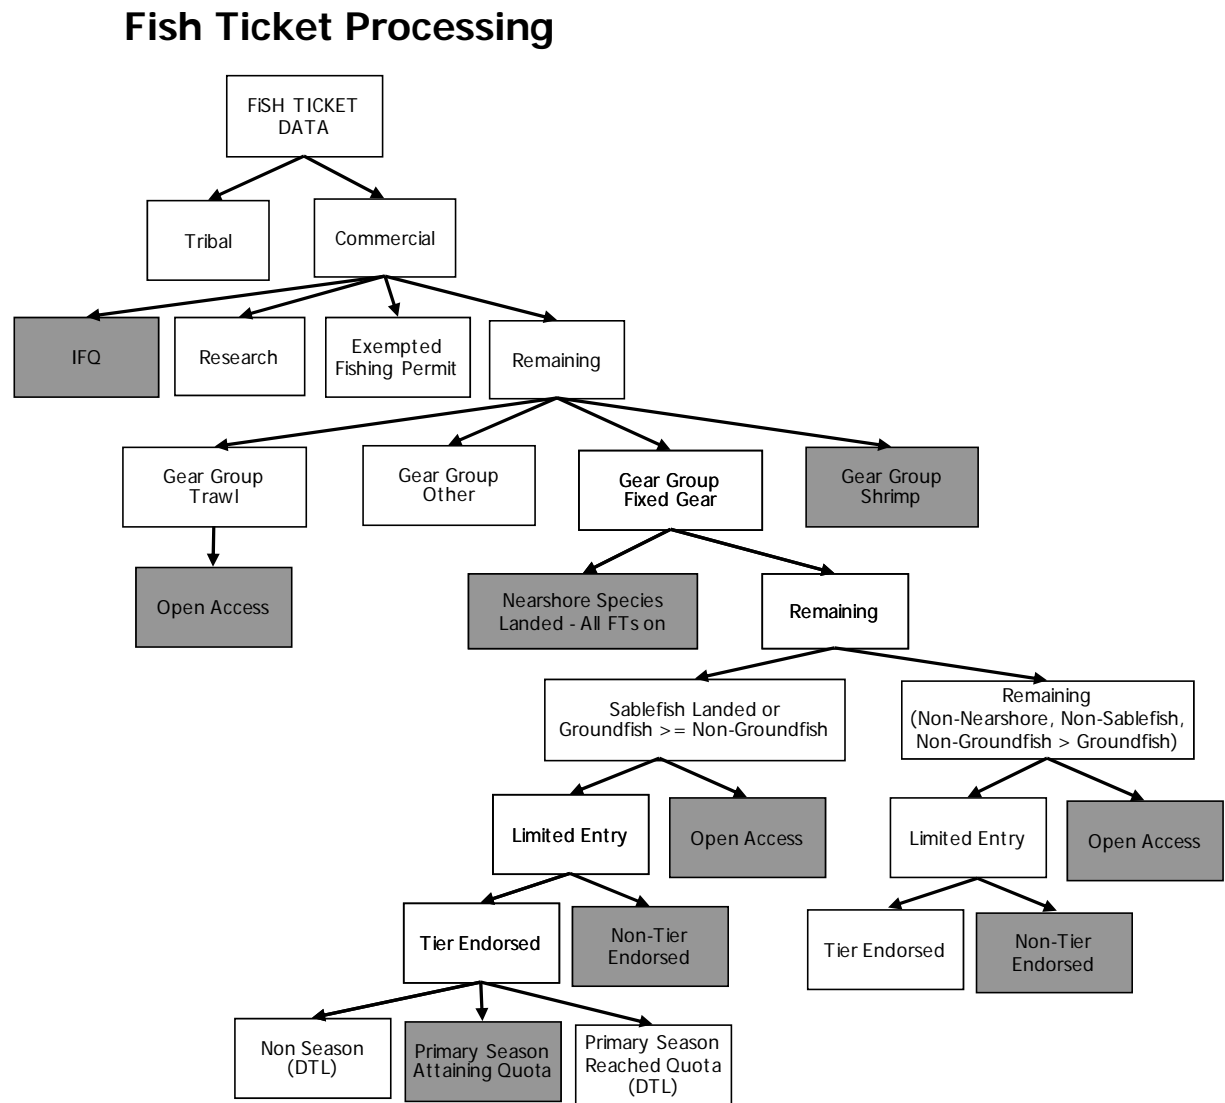 Fish Ticket Processing
FiSH TICKET
DATA
Tribal
Commercial
IFQ
Research
Exempted
Fishing Permit
Remaining
Gear Group
Trawl
Gear Group
Other
Gear Group
Fixed Gear
Gear Group
Shrimp
Open Access
Nearshore Species
Landed - All FTs on
Remaining
Sablefish Landed or
Groundfish >= Non-Groundfish
Remaining
(Non-Nearshore, Non-Sablefish,
Non-Groundfish > Groundfish)
Limited Entry
Open Access
Limited Entry
Open Access
Tier Endorsed
Non-Tier
Endorsed
Tier Endorsed
Non-Tier
Endorsed
Non Season
(DTL)
Primary Season
Attaining Quota
Primary Season
Reached Quota
(DTL)